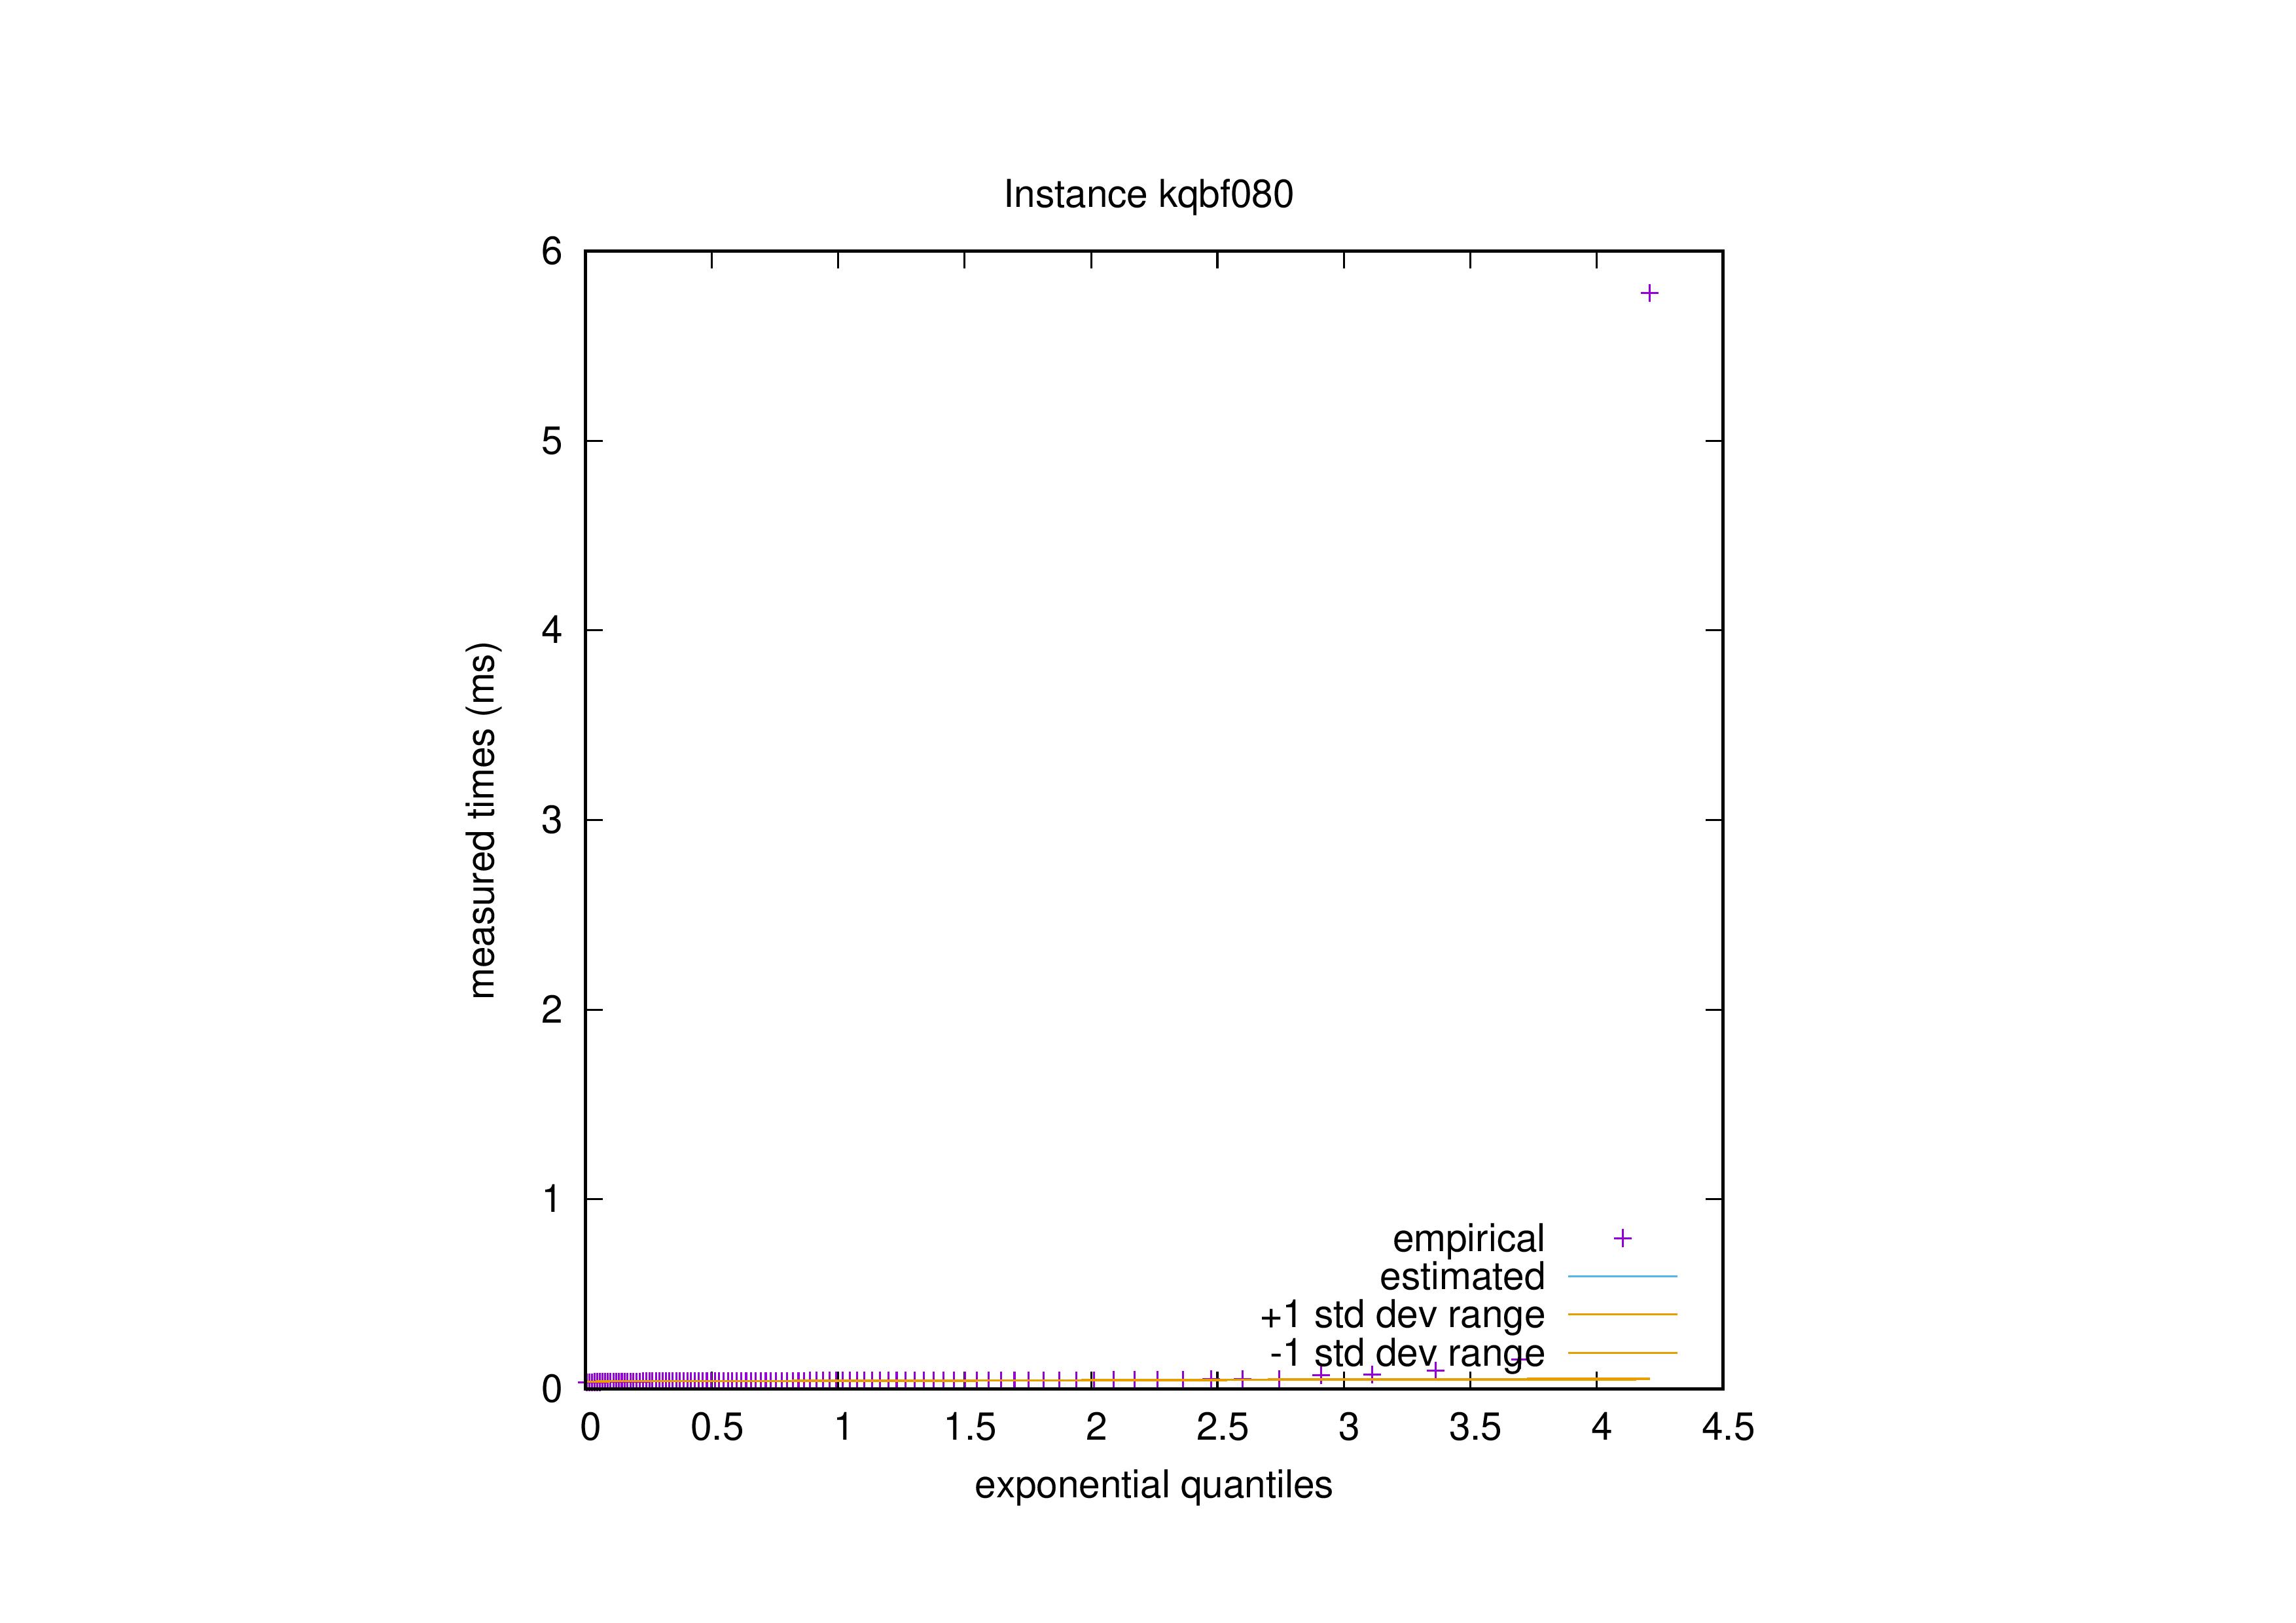 Instance kqbf080
6
5
4
3
2
1
0
measured times (ms)
empirical
estimated
+1 std dev range
-1 std dev range
0 0.5 1 1.5 2 2.5 3 3.5 4 4.5
exponential quantiles